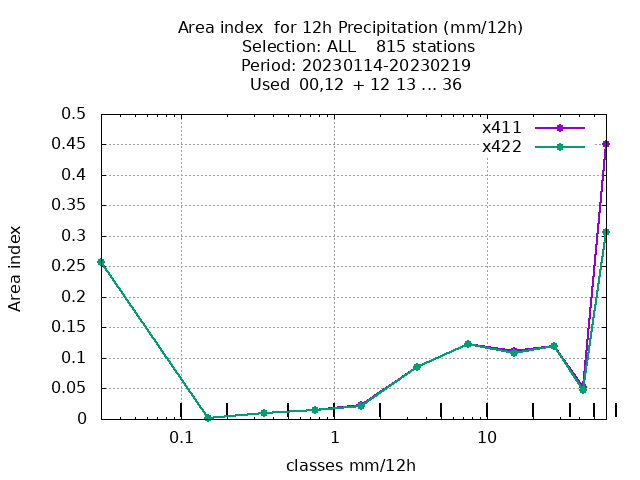 Area index  for 12h Precipitation (mm/12h)
Selection: ALL    815 stations
Period: 20230114-20230219
Used  00,12  + 12 13 ... 36
x411
x422
0.5
0.45
0.4
0.35
0.3
0.25
0.2
0.15
0.1
0.05
0
Area index
0.1
1
10
classes mm/12h